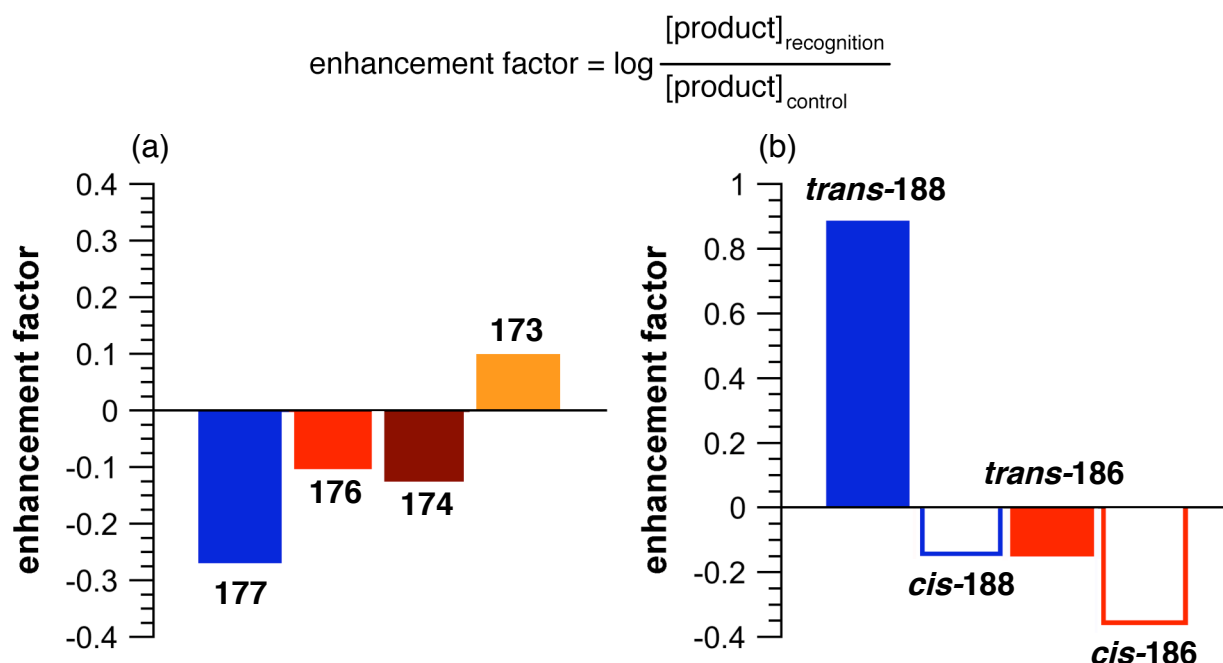 enhancement factor = log [product]recognition
[product]control
(a)
(b)
enhancement factor
0.4
0.3
0.2
0.1
0
-0.1
-0.2
-0.3
-0.4
177
176
174
173
enhancement factor
1
0.8
0.6
0.4
0.2
0
-0.2
-0.4
trans-188
cis-188
trans-186
cis-186